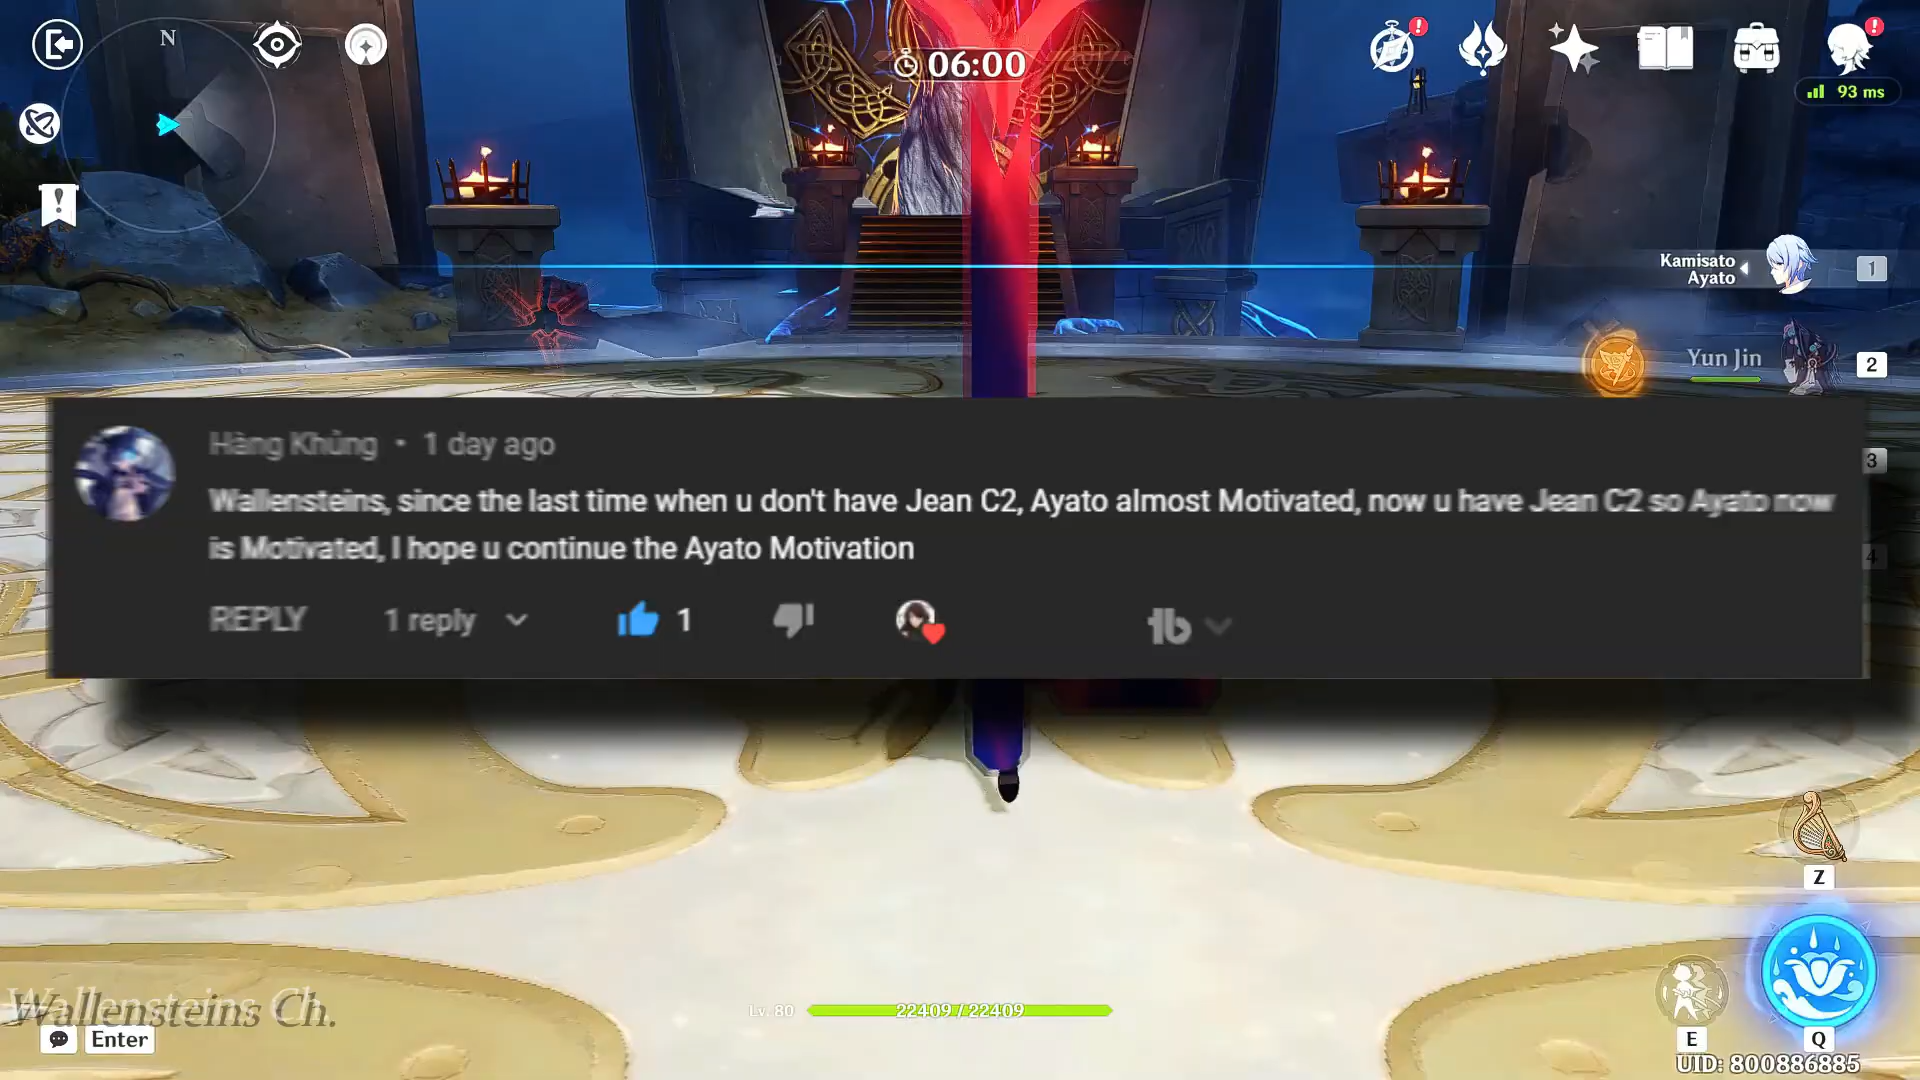 N
06:00
93 ms
Kamisato
Ayato
1
Yun Jin
2
Hàng Khủng • 1 day ago
3
Wallensteins, since the last time when u don't have Jean C2, Ayato almost Motivated, now u have Jean C2 so Ayato now
is Motivated, I hope u continue the Ayato Motivation
4
REPLY 1 reply 1
tb
Z
Wallensteins Ch.
Lv. 80 22409 / 22409
Enter
E
Q
UID: 800886885